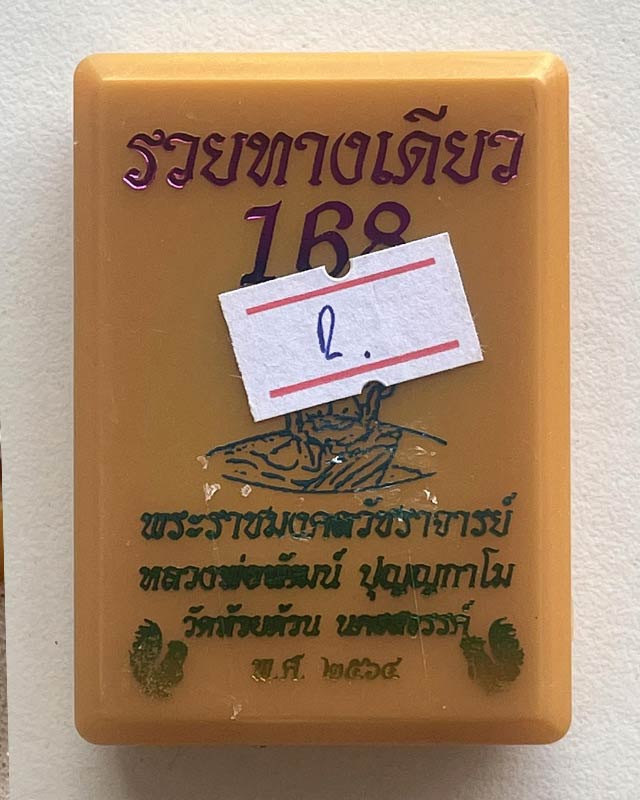 รวยทางเดียว
168
R.
พระราชมงคลวัชราจารย์
หลวงพ่อพัฒน์ ปุญญกาโม
วัดห้วยด้วน นครสวรรค์
พ.ศ. ๒๕๖๔